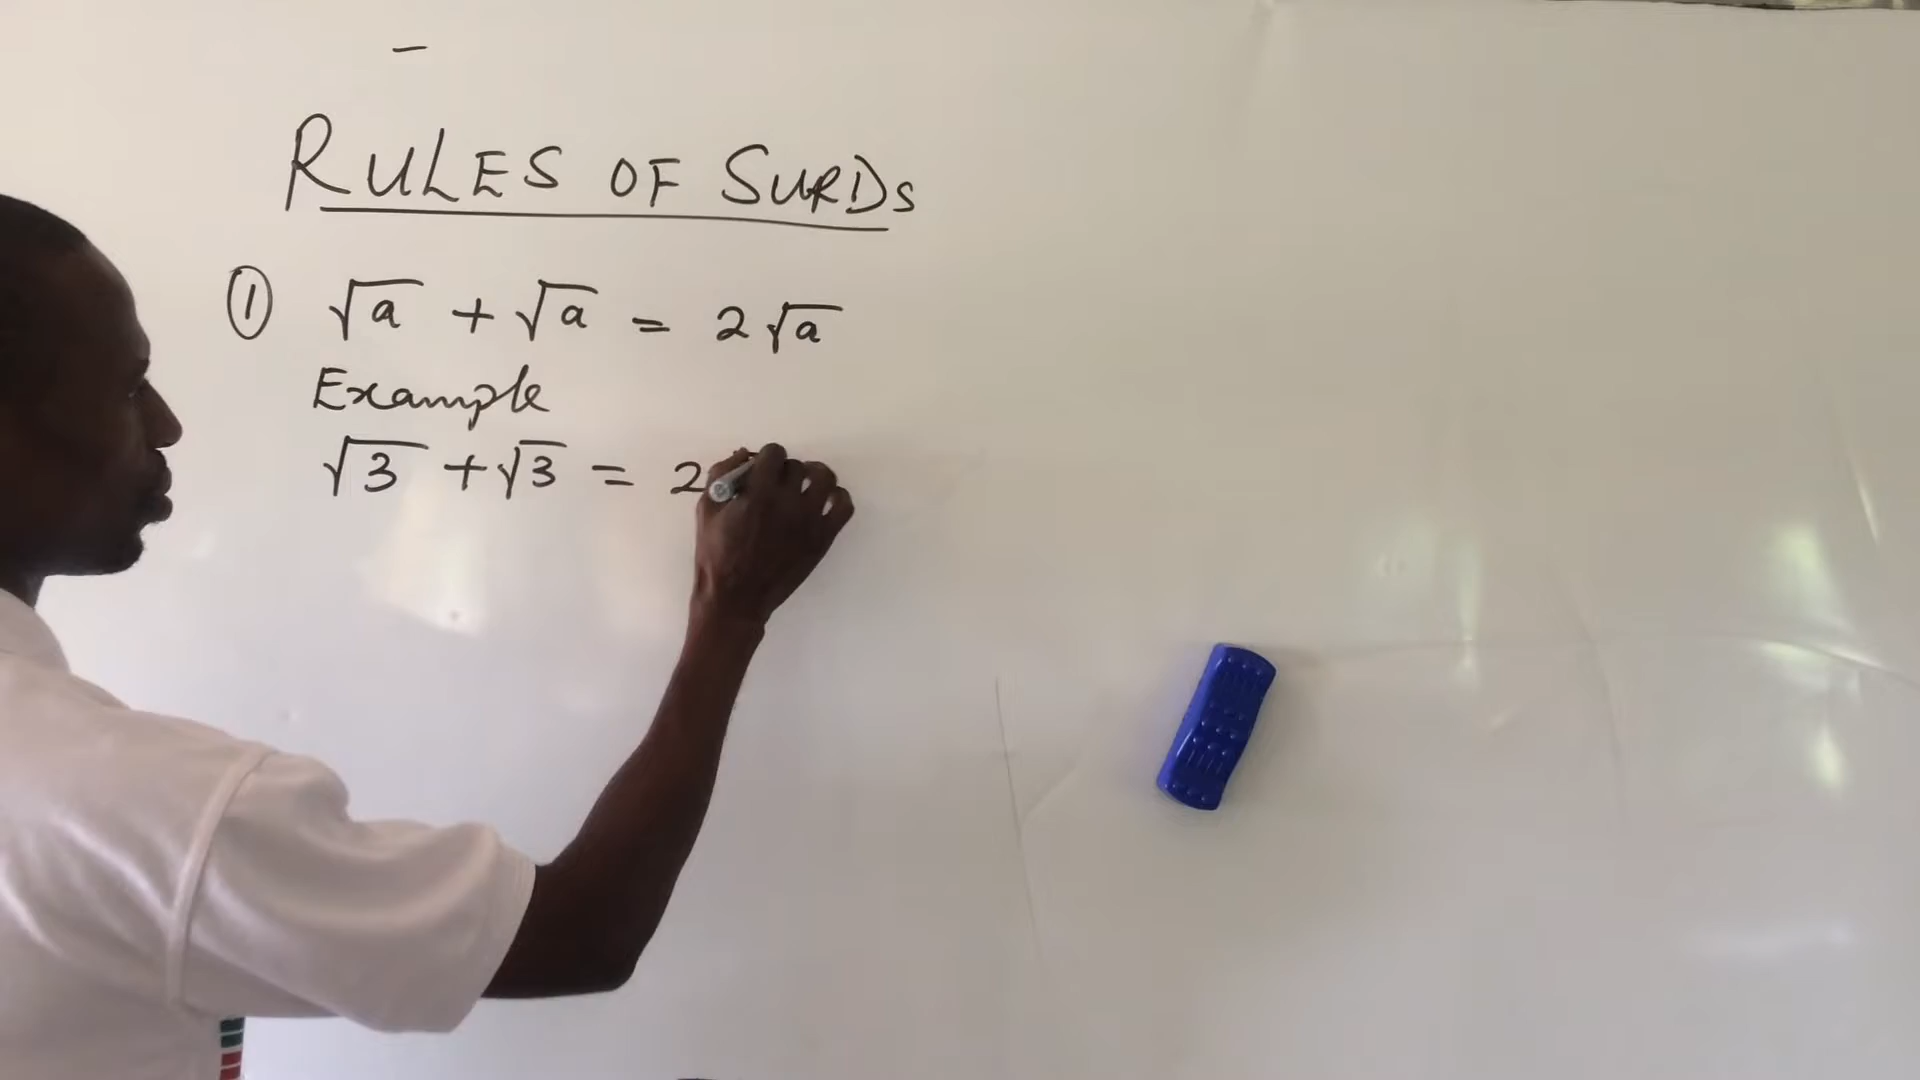 RULES OF SURDs
① √a + √a = 2√a
Example
√3 + √3 = 2